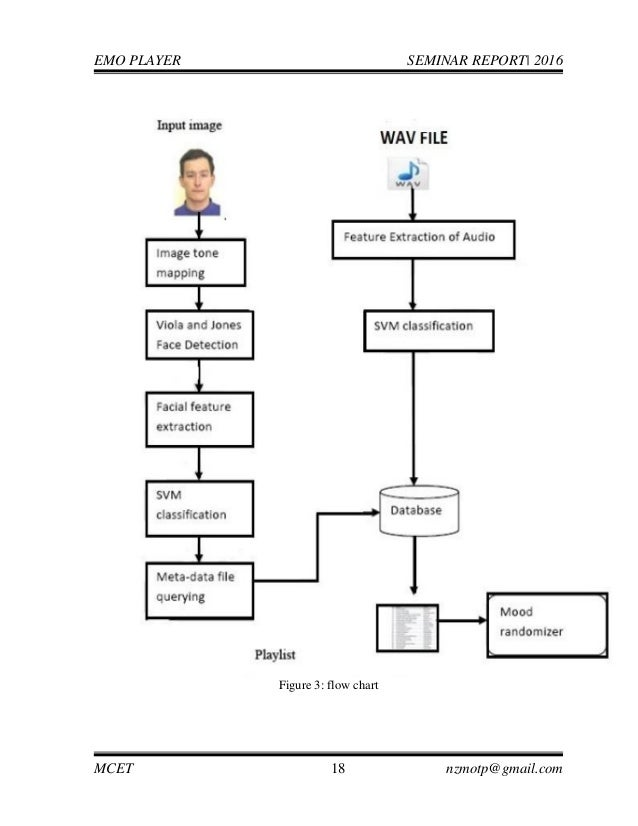 EMO PLAYER SEMINAR REPORT| 2016
Input image
WAV FILE
WAV
Feature Extraction of Audio
Image tone
mapping
Viola and Jones
Face Detection
SVM classification
Facial feature
extraction
SVM
classification
Database
Meta-data file
querying
Mood
randomizer
Playlist
Figure 3: flow chart
MCET 18 nzmotp@gmail.com